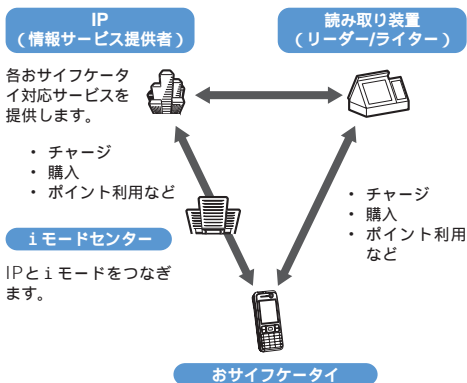 IP
（情報サービス提供者）
読み取り装置
（リーダー/ライター）
各おサイフケータ
イ対応サービスを
提供します。
・ チャージ
・ 購入
・ ポイント利用など
・ チャージ
・ 購入
・ ポイント利用
など
ｉモードセンター
IPとｉモードをつなぎ
ます。
おサイフケータイ